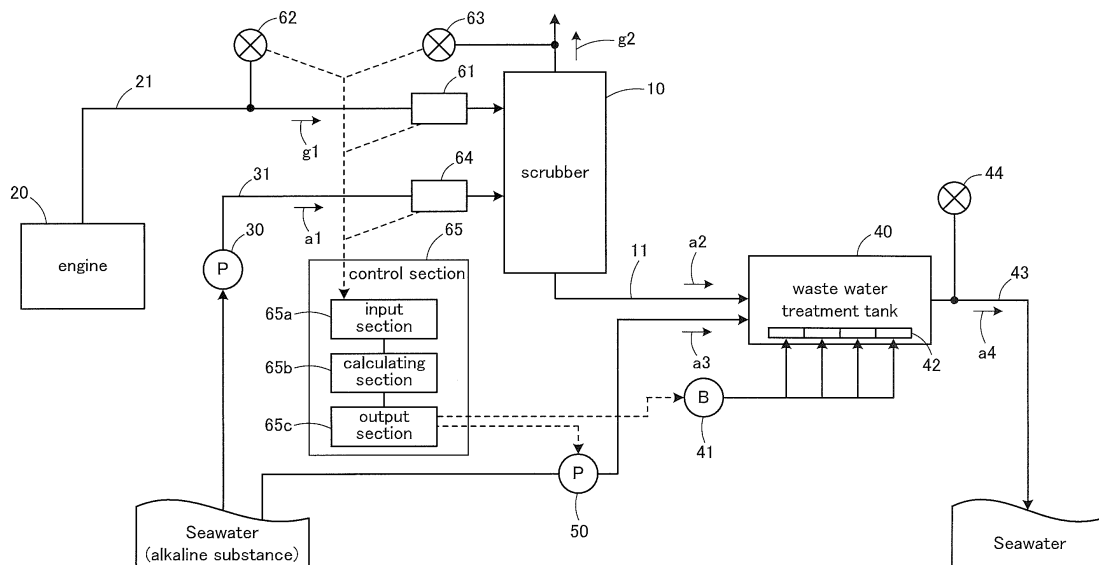 62
63
g2
21
61
10
g1
64
31
scrubber
44
20
a1
30
65
40
a2
P
engine
control section
11
waste water
treatment tank
43
65a
input
section
a3
42
a4
65b
calculating
section
B
65c
output
section
41
P
50
Seawater
(alkaline substance)
Seawater